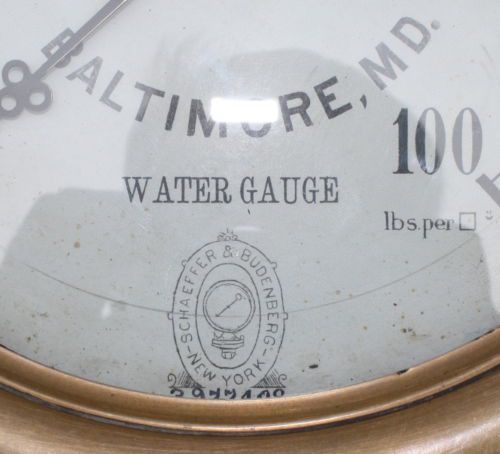 BALTIMORE, MD.
100
WATER GAUGE
lbs.per □"
SCHAEFFER & BUDENBERG
NEW YORK